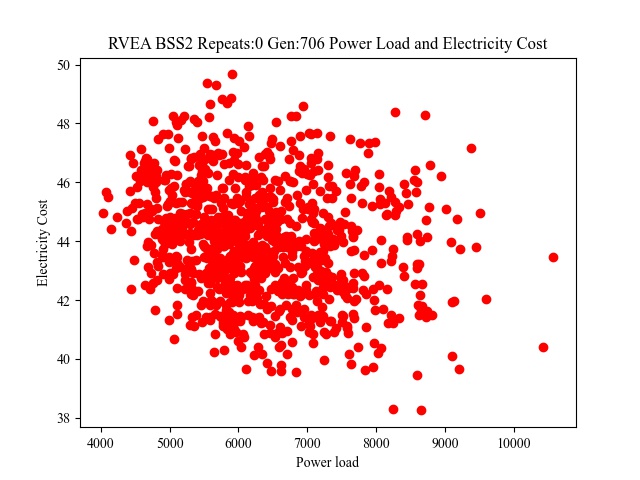 RVEA BSS2 Repeats:0 Gen:706 Power Load and Electricity Cost
50
48
46
44
42
40
38
Electricity Cost
4000 5000 6000 7000 8000 9000 10000
Power load